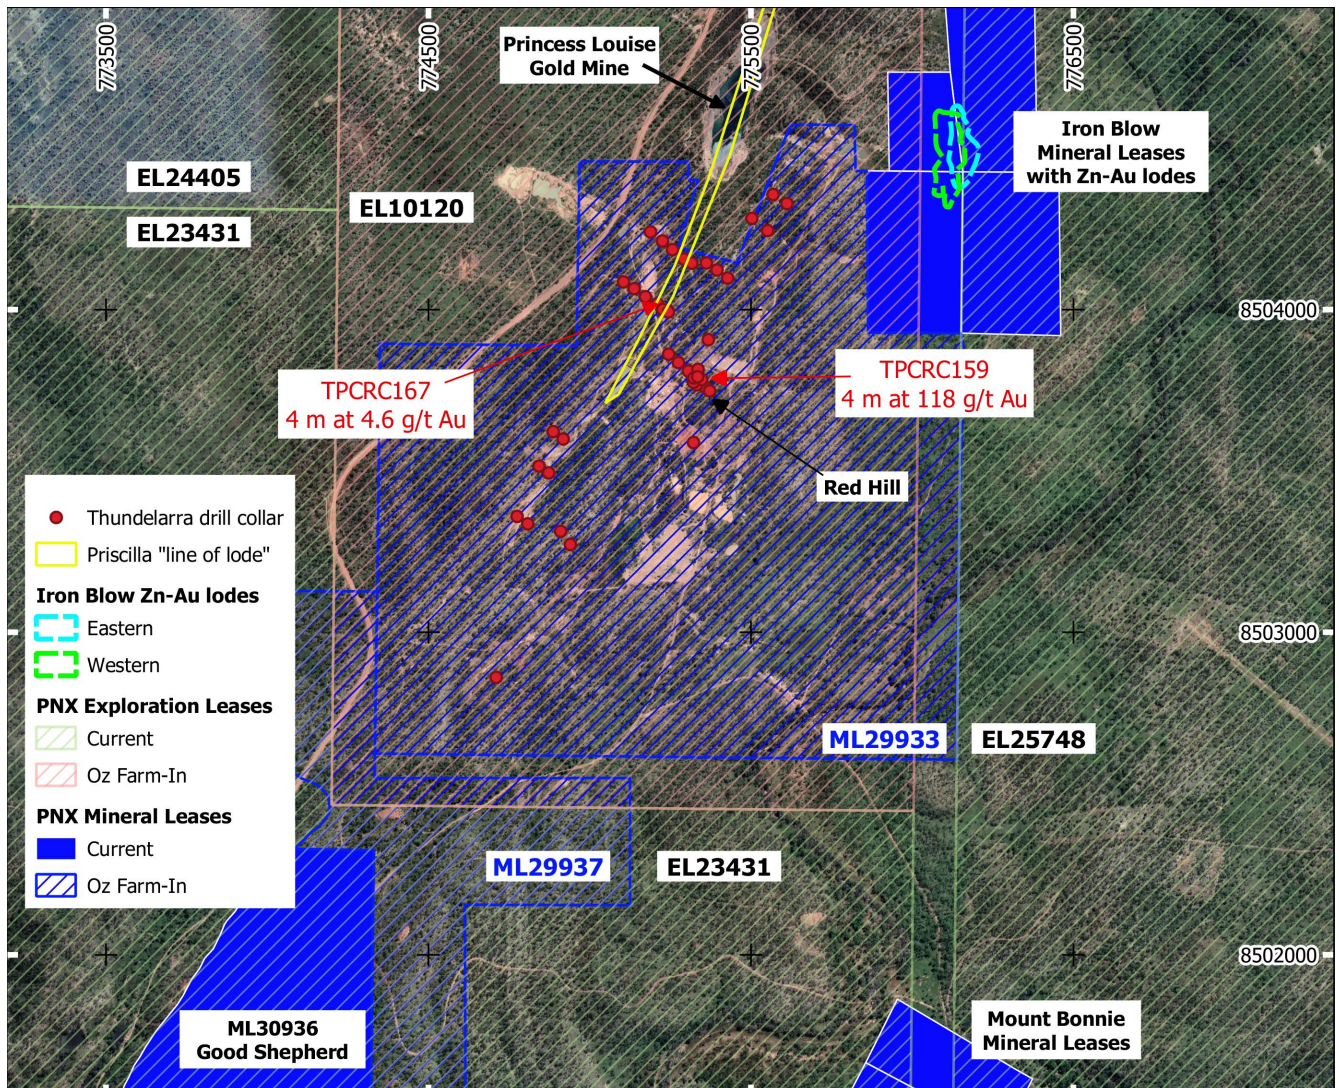 773500
774500
775500
776500
Princess Louise
Gold Mine
Iron Blow
Mineral Leases
with Zn-Au lodes
EL24405
EL23431
EL10120
8504000
TPCRC167
4 m at 4.6 g/t Au
TPCRC159
4 m at 118 g/t Au
Red Hill
Thundelarra drill collar
Priscilla "line of lode"
Iron Blow Zn-Au lodes
Eastern
Western
PNX Exploration Leases
Current
Oz Farm-In
PNX Mineral Leases
Current
Oz Farm-In
8503000
ML29933
EL25748
ML29937
EL23431
8502000
ML30936
Good Shepherd
Mount Bonnie
Mineral Leases